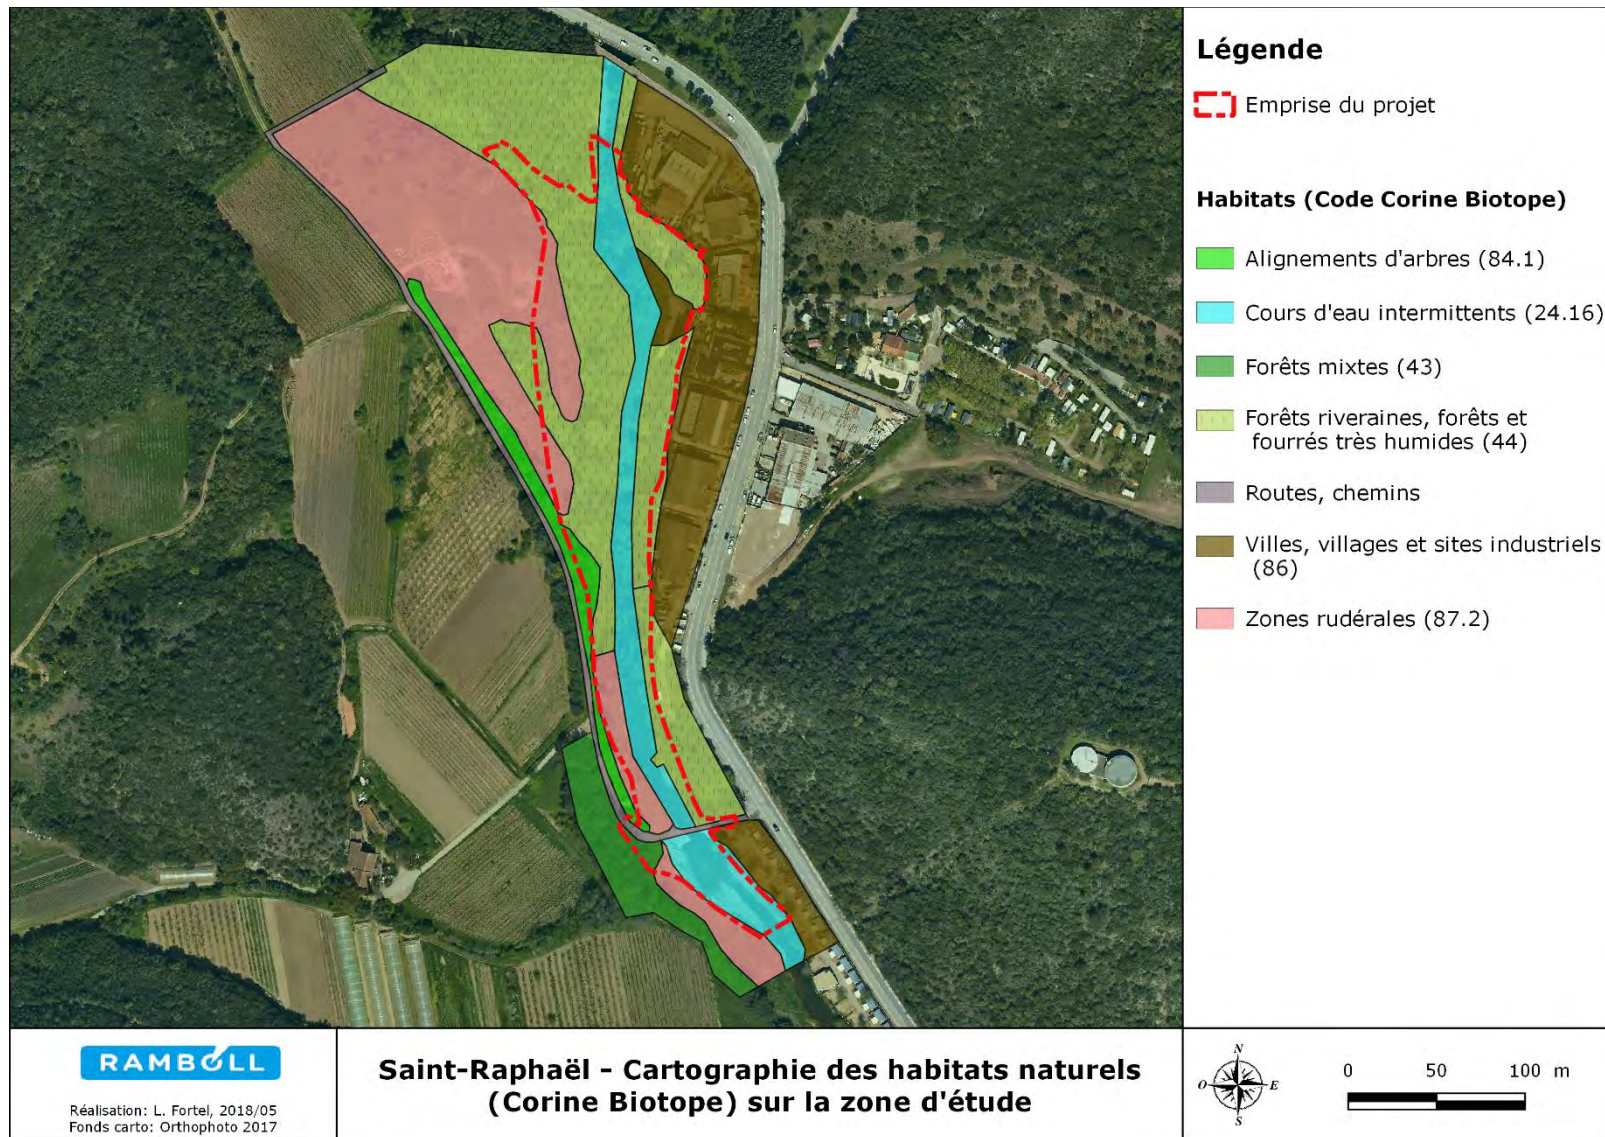 Légende
Emprise du projet
Habitats (Code Corine Biotope)
Alignements d'arbres (84.1)
Cours d'eau intermittents (24.16)
Forêts mixtes (43)
Forêts riveraines, forêts et
fourrés très humides (44)
Routes, chemins
Villes, villages et sites industriels
(86)
Zones rudérales (87.2)
RAMBOLL
Réalisation: L. Fortel, 2018/05
Fonds carto: Orthophoto 2017
Saint-Raphaël - Cartographie des habitats naturels
(Corine Biotope) sur la zone d'étude
N
O E
S
0 50 100 m